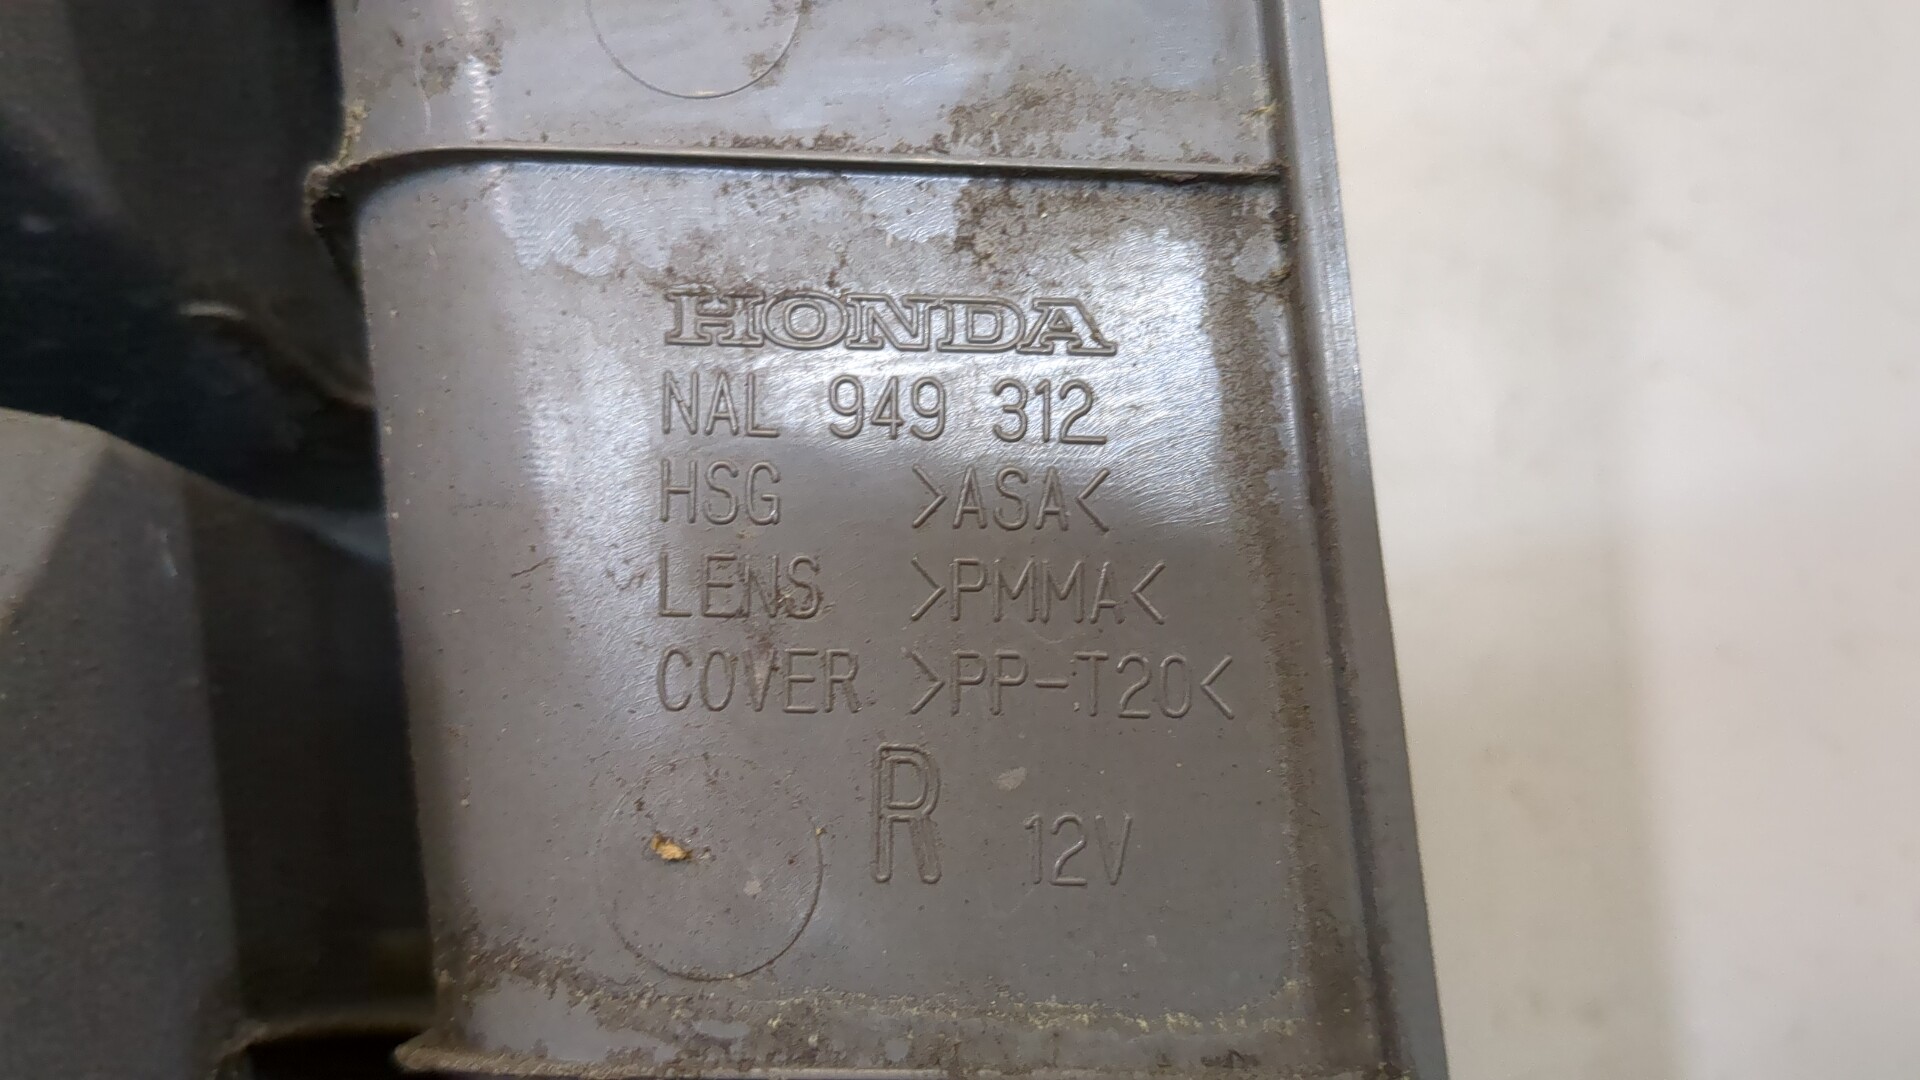 HONDA
NAL 949 312
HSG >ASA<
LENS >PMMA<
COVER >PP-T20<
R 12V